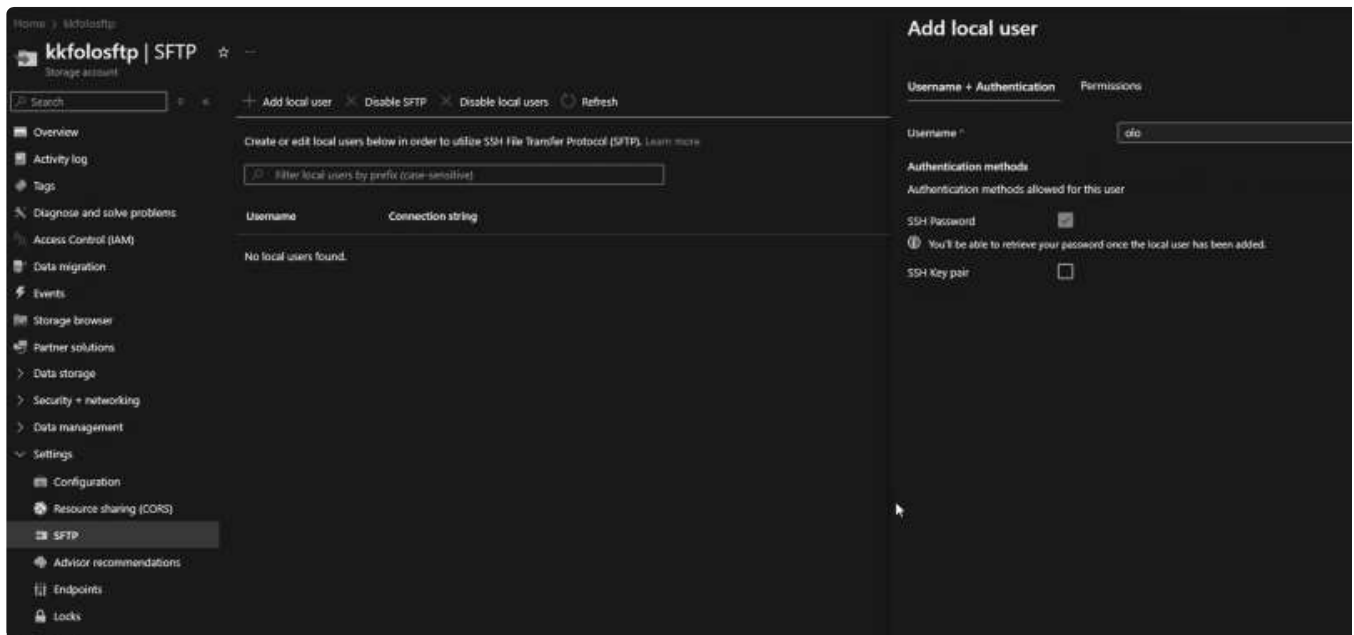 Home > kkfolosftp
kkfolosftp | SFTP
Storage account
Search
Overview
Activity log
Tags
Diagnose and solve problems
Access Control (IAM)
Data migration
Events
Storage browser
Partner solutions
Data storage
Security + networking
Data management
Settings
Configuration
Resource sharing (CORS)
SFTP
Advisor recommendations
Endpoints
Locks
Add local user Disable SFTP Disable local users Refresh
Create or edit local users below in order to utilize SSH File Transfer Protocol (SFTP). Learn more
Filter local users by prefix (case-sensitive)
Username Connection string
No local users found.
Add local user
Username + Authentication Permissions
Username *
Authentication methods
Authentication methods allowed for this user
SSH Password
You'll be able to retrieve your password once the local user has been added.
SSH Key pair